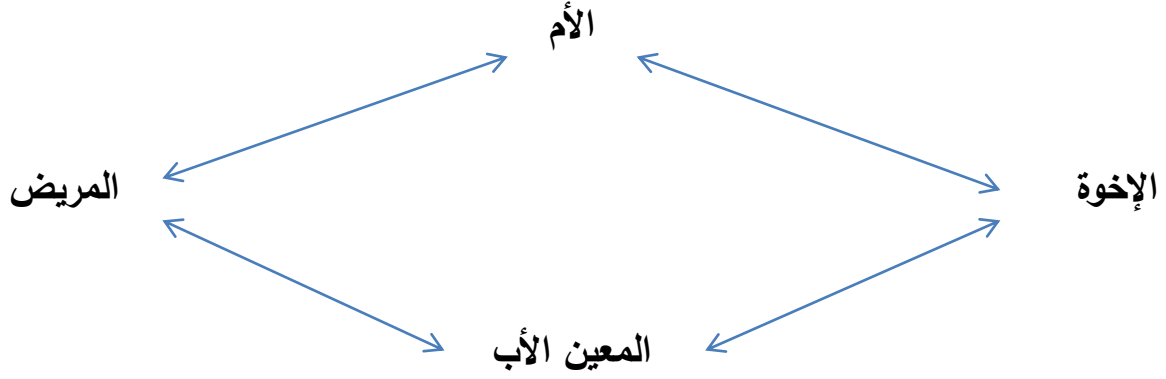 الأم
الإخوة
المريض
المعين الأب